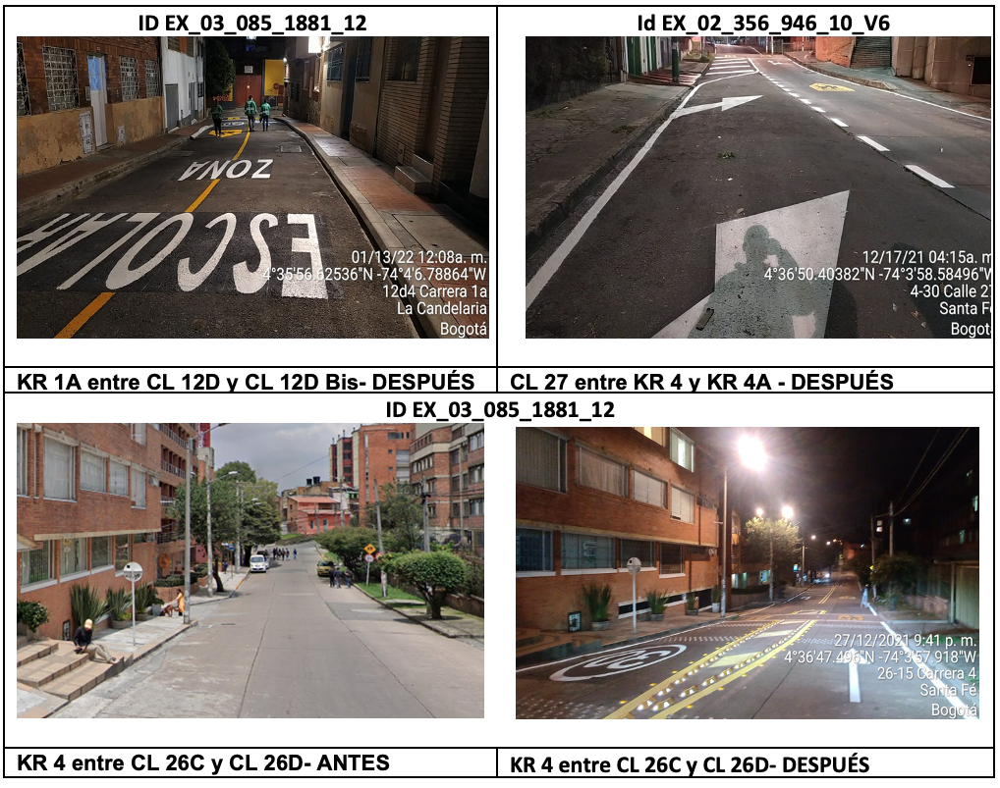 ID EX_03_085_1881_12
Id EX_02_356_946_10_V6
ZONA
ESCOLAR
01/13/22 12:08a. m.
4°35'56.62536"N -74°4'6.78864"W
12d4 Carrera 1a
La Candelaria
Bogotá
12/17/21 04:15a. m
4°36'50.40382"N -74°3'58.58496"W
4-30 Calle 27
Santa Fé
Bogotá
KR 1A entre CL 12D y CL 12D Bis- DESPUÉS
CL 27 entre KR 4 y KR 4A - DESPUÉS
ID EX_03_085_1881_12
30
27/12/2021 9:41 p. m.
4°36'47.496"N -74°3'57.918"W
26-15 Carrera 4
Santa Fé
Bogotá
KR 4 entre CL 26C y CL 26D- ANTES
KR 4 entre CL 26C y CL 26D- DESPUÉS